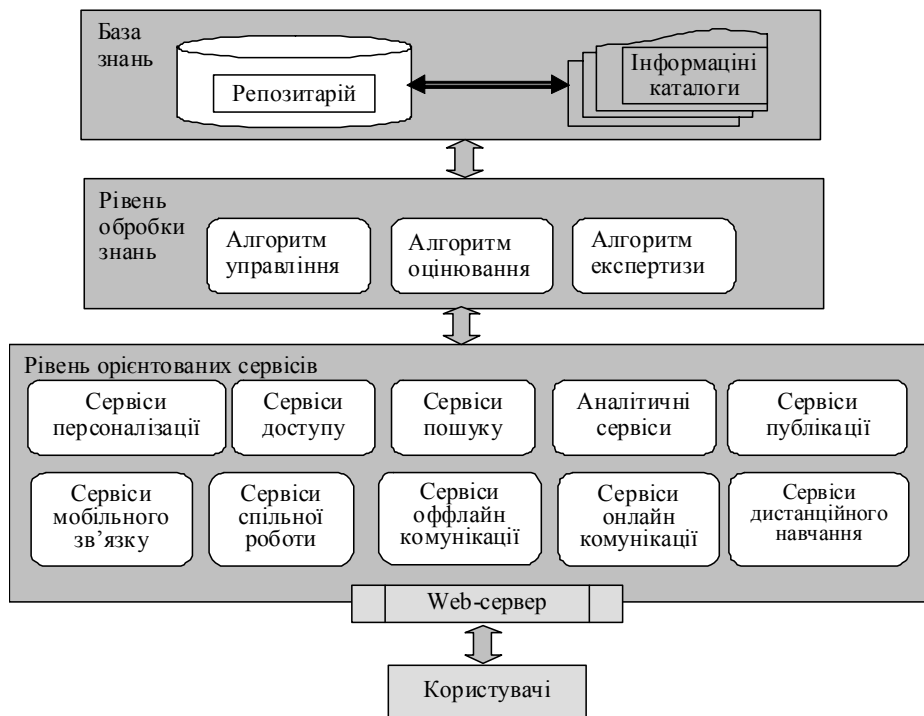 База
знань
Репозитарій
Інформаціні
каталоги
Рівень
обробки
знань
Алгоритм
управління
Алгоритм
оцінювання
Алгоритм
експертизи
Рівень орієнтованих сервісів
Сервіси
персоналізації
Сервіси
доступу
Сервіси
пошуку
Аналітичні
сервіси
Сервіси
публікації
Сервіси
мобільного
зв’язку
Сервіси
спільної
роботи
Сервіси
оффлайн
комунікації
Сервіси
онлайн
комунікації
Сервіси
дистанційного
навчання
Web-сервер
Користувачі